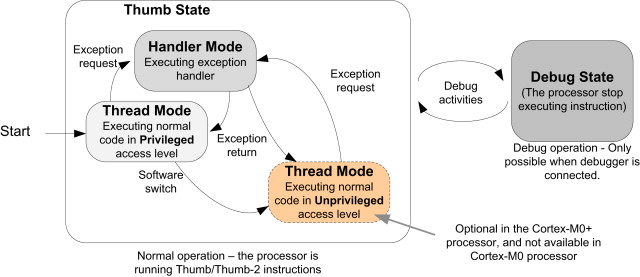 Thumb State
Exception
request
Handler Mode
Executing exception
handler
Exception
request
Debug
activities
Debug State
(The processor stop
executing instruction)
Start
Thread Mode
Executing normal
code in Privileged
access level
Exception
return
Software
switch
Thread Mode
Executing normal
code in Unprivileged
access level
Debug operation - Only
possible when debugger is
connected.
Optional in the Cortex-M0+
processor, and not available in
Cortex-M0 processor
Normal operation – the processor is
running Thumb/Thumb-2 instructions